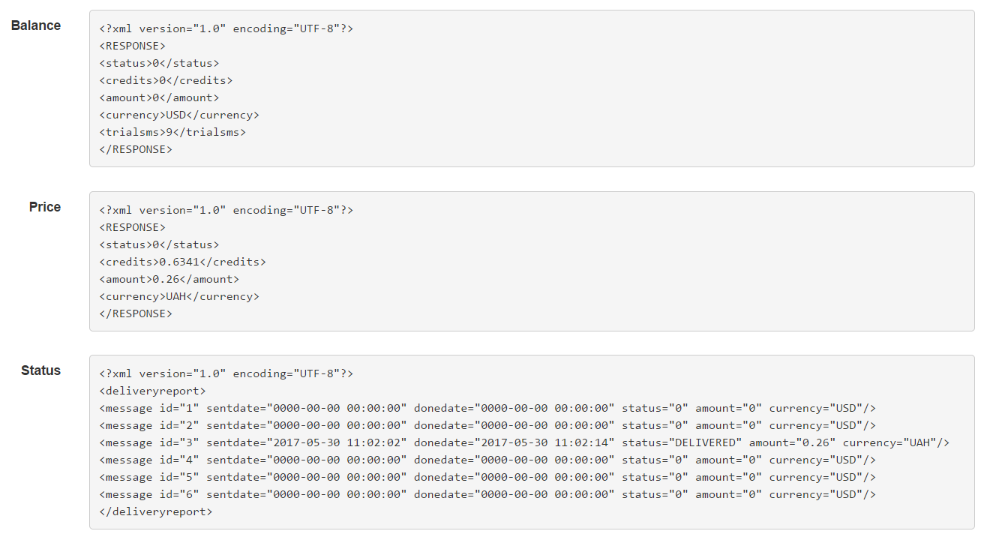 Balance
<?xml version="1.0" encoding="UTF-8"?>
<RESPONSE>
<status>0</status>
<credits>0</credits>
<amount>0</amount>
<currency>USD</currency>
<trialsms>9</trialsms>
</RESPONSE>
Price
<?xml version="1.0" encoding="UTF-8"?>
<RESPONSE>
<status>0</status>
<credits>0.6341</credits>
<amount>0.26</amount>
<currency>UAH</currency>
</RESPONSE>
Status
<?xml version="1.0" encoding="UTF-8"?>
<deliveryreport>
<message id="1" sentdate="0000-00-00 00:00:00" donedate="0000-00-00 00:00:00" status="0" amount="0" currency="USD"/>
<message id="2" sentdate="0000-00-00 00:00:00" donedate="0000-00-00 00:00:00" status="0" amount="0" currency="USD"/>
<message id="3" sentdate="2017-05-30 11:02:02" donedate="2017-05-30 11:02:14" status="DELIVERED" amount="0.26" currency="UAH"/>
<message id="4" sentdate="0000-00-00 00:00:00" donedate="0000-00-00 00:00:00" status="0" amount="0" currency="USD"/>
<message id="5" sentdate="0000-00-00 00:00:00" donedate="0000-00-00 00:00:00" status="0" amount="0" currency="USD"/>
<message id="6" sentdate="0000-00-00 00:00:00" donedate="0000-00-00 00:00:00" status="0" amount="0" currency="USD"/>
</deliveryreport>